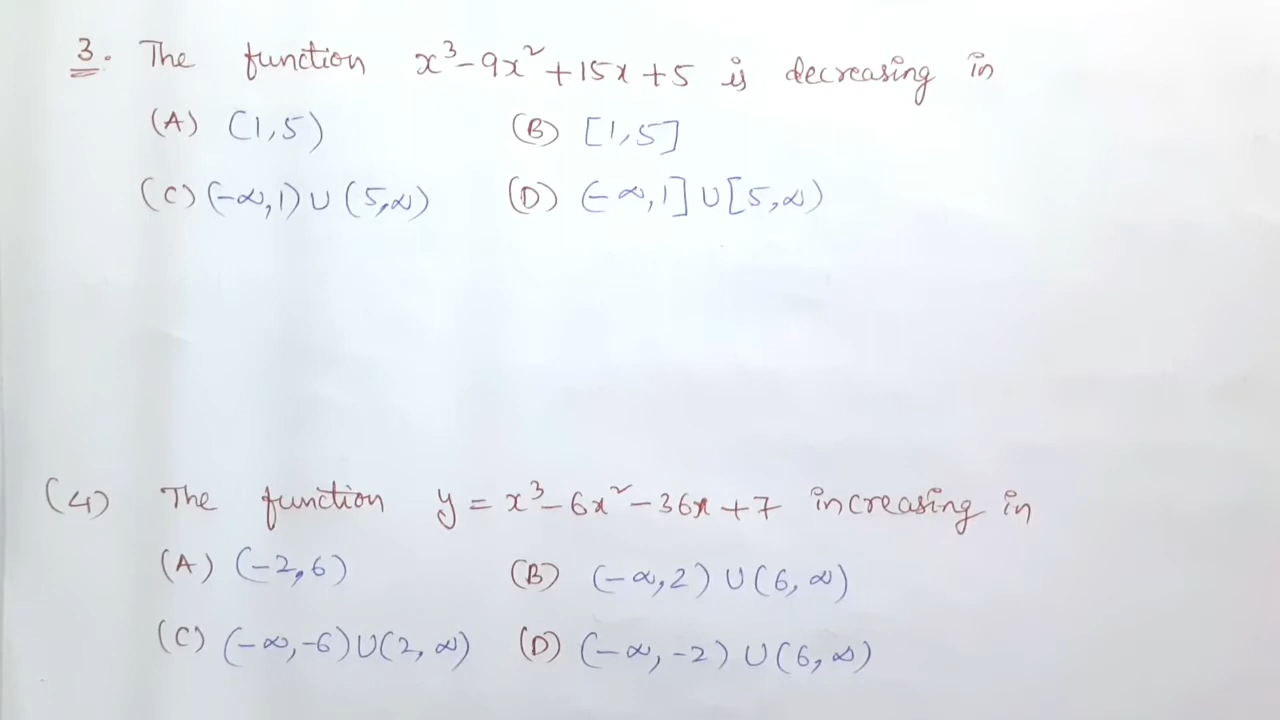 3. The function x³-9x²+15x+5 is decreasing in
(A) (1,5) (B) [1,5]
(C) (-∞,1) ∪ (5,∞) (D) (-∞,1] ∪ [5,∞)
(4) The function y = x³-6x²-36x+7 increasing in
(A) (-2,6) (B) (-∞,2) ∪ (6,∞)
(C) (-∞,-6) ∪ (2,∞) (D) (-∞,-2) ∪ (6,∞)